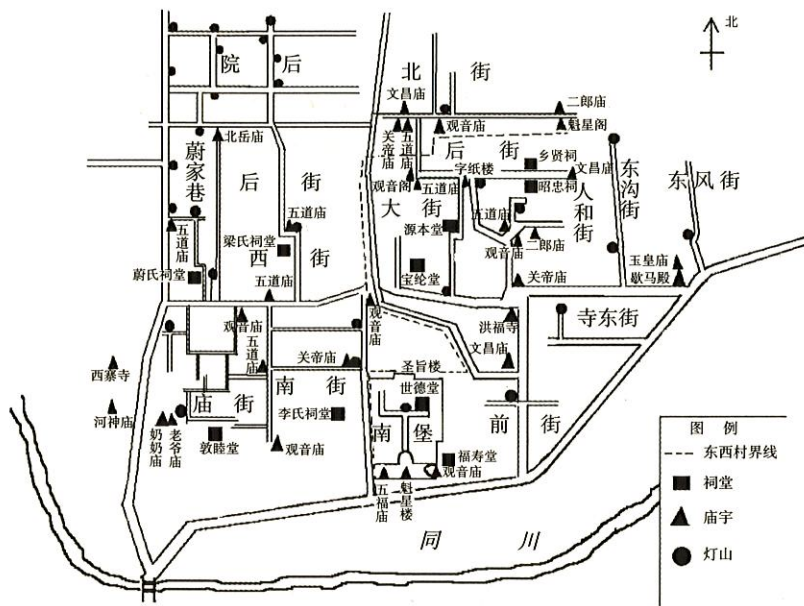 北
院 后
北 街
文昌庙
二郎庙
北岳庙
关帝庙
五道庙
观音庙
魁星阁
后 街
乡贤祠
蔚家巷
后 街
观音阁
五道庙
字纸楼
昭忠祠
文昌庙
东沟街
东风街
大 街
人和街
五道庙
五道庙
源本堂
五道庙
梁氏祠堂
西 街
观音庙
二郎庙
玉皇庙
蔚氏祠堂
五道庙
宝纶堂
关帝庙
歇马殿
观音庙
观音庙
洪福寺
寺东街
五道庙
关帝庙
文昌庙
西寨寺
圣旨楼
南街
世德堂
河神庙
庙街
李氏祠堂
前 街
奶奶庙
老爷庙
敦睦堂
观音庙
南 堡
福寿堂
五福庙
魁星楼
观音庙
同 川
图 例
东西村界线
祠堂
庙宇
灯山